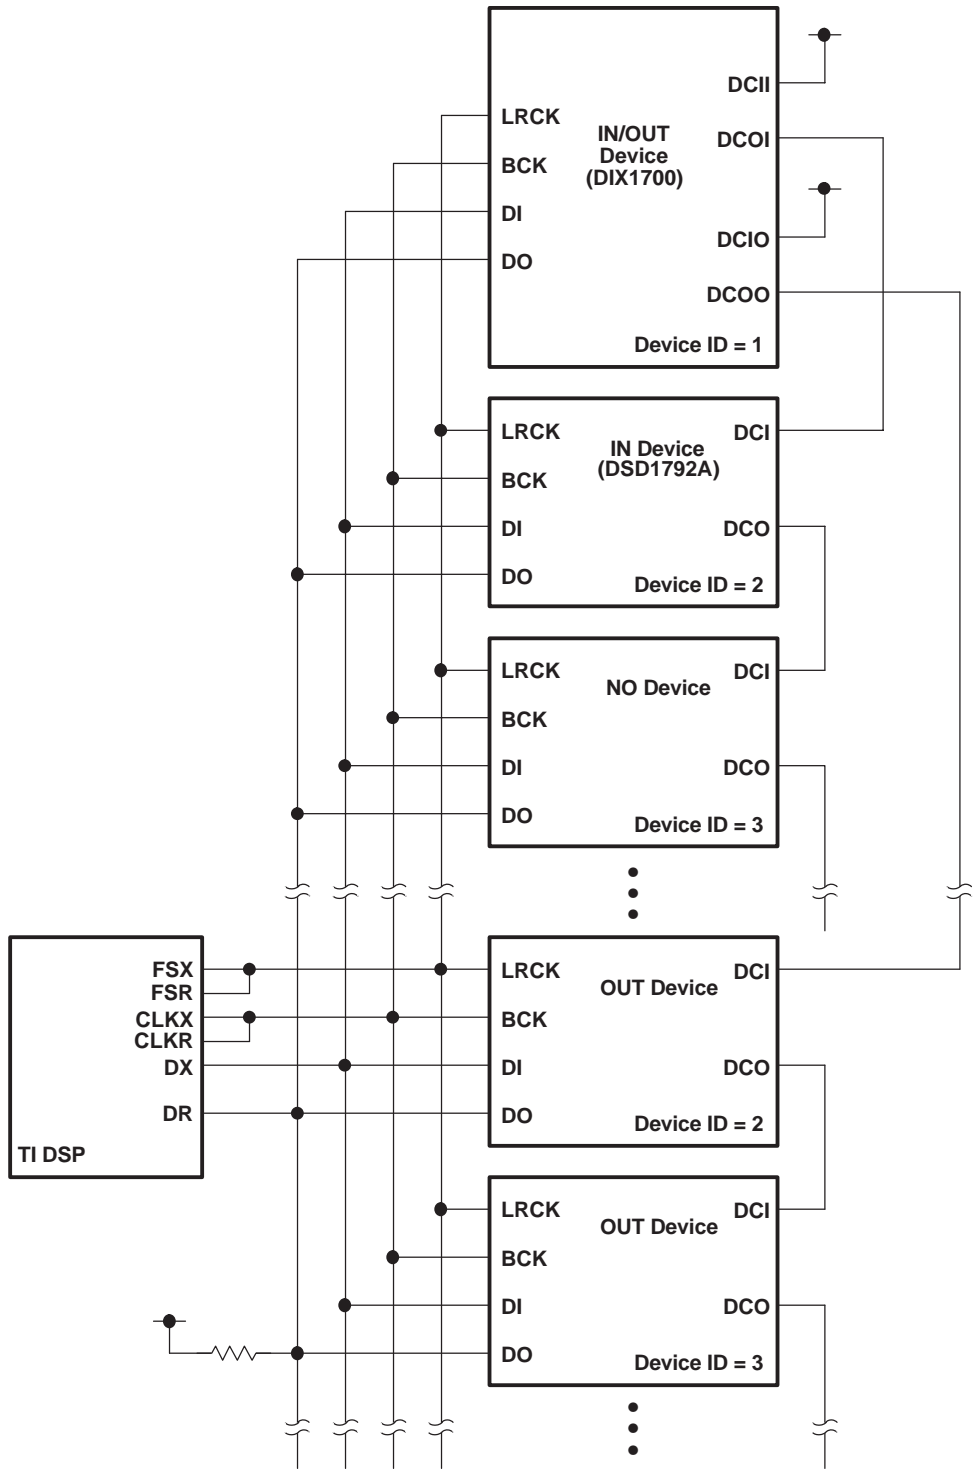 DCII
LRCK
IN/OUT
Device
(DIX1700)
DCOI
BCK
DI
DCIO
DO
DCOO
Device ID = 1
LRCK
DCI
IN Device
(DSD1792A)
BCK
DI
DCO
DO
Device ID = 2
LRCK
DCI
NO Device
BCK
DI
DCO
DO
Device ID = 3
FSX
FSR
CLKX
CLKR
DX
DR
TI DSP
LRCK
DCI
OUT Device
BCK
DI
DCO
DO
Device ID = 2
LRCK
DCI
OUT Device
BCK
DI
DCO
DO
Device ID = 3